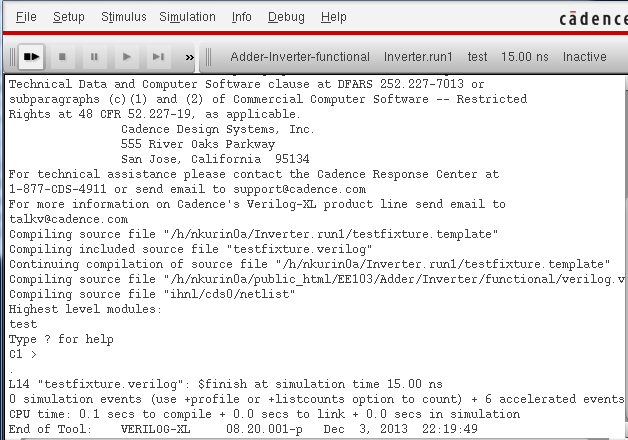 File Setup Stimulus Simulation Info Debug Help cādence
» Adder-Inverter-functional Inverter.run1 test 15.00 ns Inactive
Technical Data and Computer Software clause at DFARS 252.227-7013 or
subparagraphs (c)(1) and (2) of Commercial Computer Software -- Restricted
Rights at 48 CFR 52.227-19, as applicable.
Cadence Design Systems, Inc.
555 River Oaks Parkway
San Jose, California 95134
For technical assistance please contact the Cadence Response Center at
1-877-CDS-4911 or send email to support@cadence.com
For more information on Cadence's Verilog-XL product line send email to
talkv@cadence.com
Compiling source file "/h/nkurin0a/Inverter.run1/testfixture.template"
Compiling included source file "testfixture.verilog"
Continuing compilation of source file "/h/nkurin0a/Inverter.run1/testfixture.template"
Compiling source file "/h/nkurin0a/public_html/EE103/Adder/Inverter/functional/verilog.v
Compiling source file "ihnl/cds0/netlist"
Highest level modules:
test
Type ? for help
C1 >
.
L14 "testfixture.verilog": $finish at simulation time 15.00 ns
0 simulation events (use +profile or +listcounts option to count) + 6 accelerated events
CPU time: 0.1 secs to compile + 0.0 secs to link + 0.0 secs in simulation
End of Tool: VERILOG-XL 08.20.001-p Dec 3, 2013 22:19:49